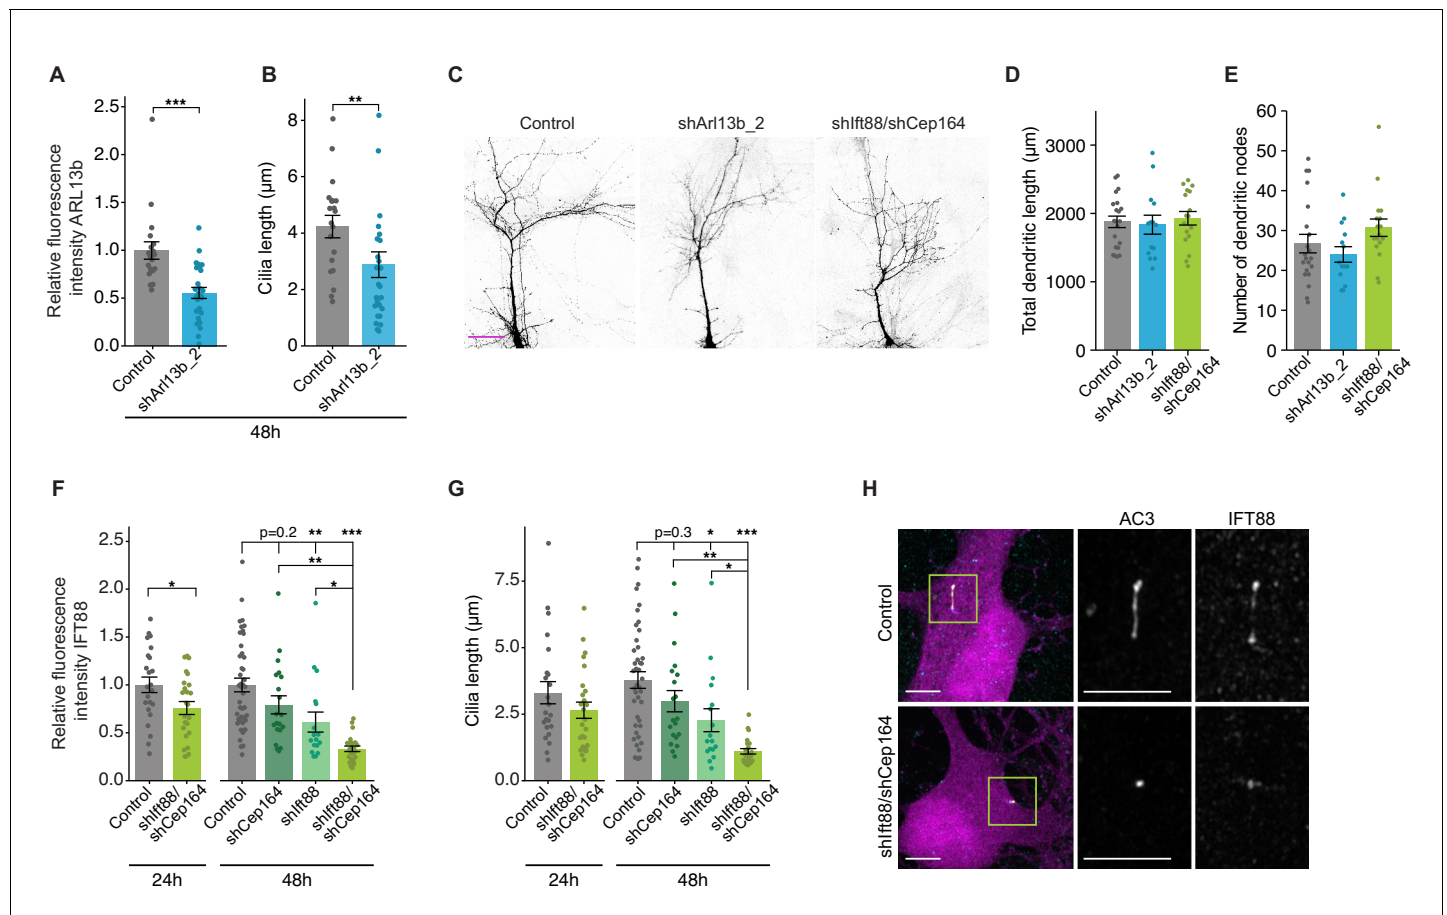 A
Relative fluorescence
intensity ARL13b
2.5
2.0
1.5
1.0
0.5
0.0
***
Control
shArl13b_2
B
Cilia length (µm)
8
6
4
2
0
**
Control
shArl13b_2
48h
C
Control
shArl13b_2
shIft88/shCep164
D
Total dendritic length (µm)
3000
2000
1000
0
Control
shArl13b_2
shIft88/
shCep164
E
Number of dendritic nodes
60
50
40
30
20
10
0
Control
shArl13b_2
shIft88/
shCep164
F
Relative fluorescence
intensity IFT88
2.5
2.0
1.5
1.0
0.5
0.0
*
p=0.2
**
***
**
*
Control
shIft88/
shCep164
Control
shCep164
shIft88
shIft88/
shCep164
24h
48h
G
Cilia length (µm)
7.5
5.0
2.5
0.0
p=0.3
*
***
**
*
Control
shIft88/
shCep164
Control
shCep164
shIft88
shIft88/
shCep164
24h
48h
H
AC3
IFT88
Control
shIft88/shCep164